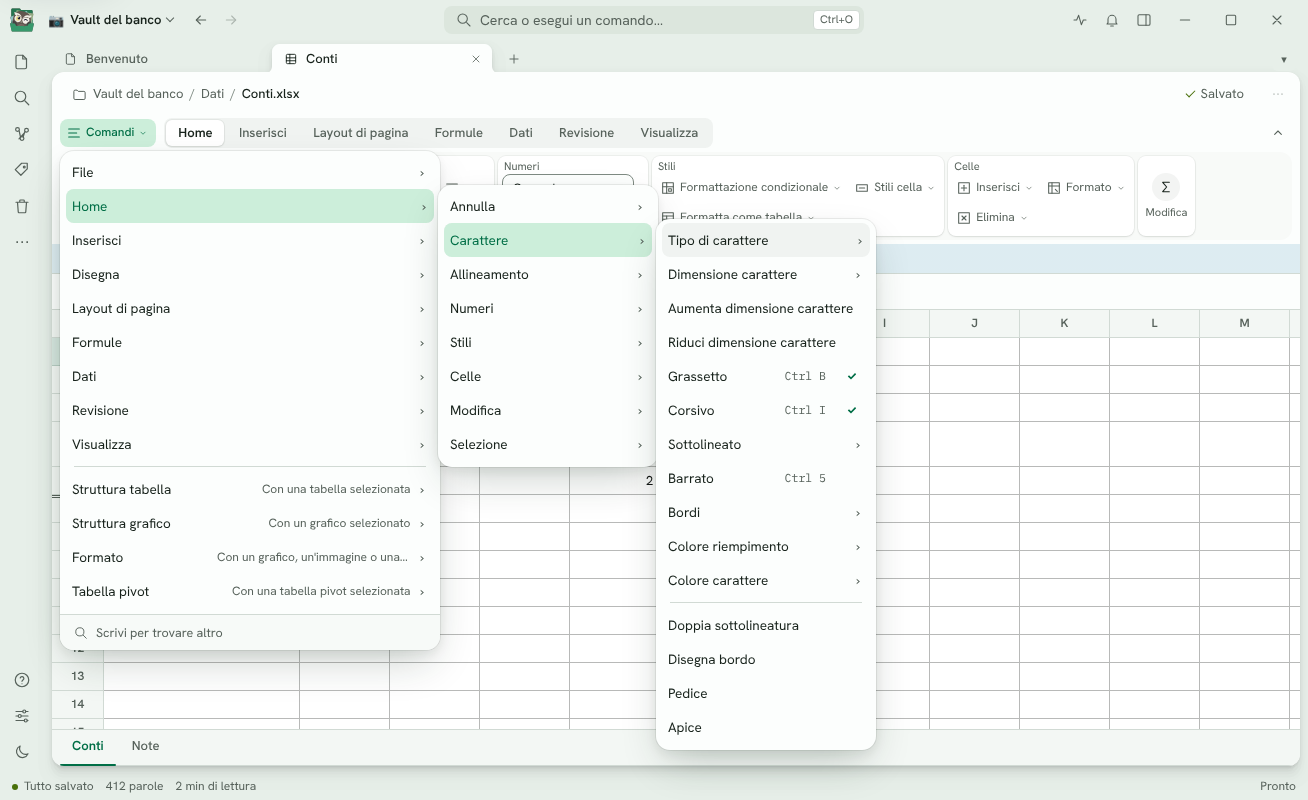 Vault del banco
Cerca o esegui un comando...
Ctrl+O
Benvenuto
Conti
Vault del banco / Dati / Conti.xlsx
Salvato
Comandi
Home
Inserisci
Layout di pagina
Formule
Dati
Revisione
Visualizza
File
Home
Inserisci
Disegna
Layout di pagina
Formule
Dati
Revisione
Visualizza
Struttura tabella Con una tabella selezionata
Struttura grafico Con un grafico selezionato
Formato Con un grafico, un'immagine o una...
Tabella pivot Con una tabella pivot selezionata
Scrivi per trovare altro
Numeri
Stili
Formattazione condizionale
Stili cella
Formatta come tabella
Celle
Inserisci
Formato
Elimina
Σ
Modifica
Annulla
Carattere
Allineamento
Numeri
Stili
Celle
Modifica
Selezione
Tipo di carattere
Dimensione carattere
Aumenta dimensione carattere
Riduci dimensione carattere
Grassetto Ctrl B
Corsivo Ctrl I
Sottolineato
Barrato Ctrl 5
Bordi
Colore riempimento
Colore carattere
Doppia sottolineatura
Disegna bordo
Pedice
Apice
I J K L M
2
13
14
Conti
Note
Tutto salvato
412 parole
2 min di lettura
Pronto